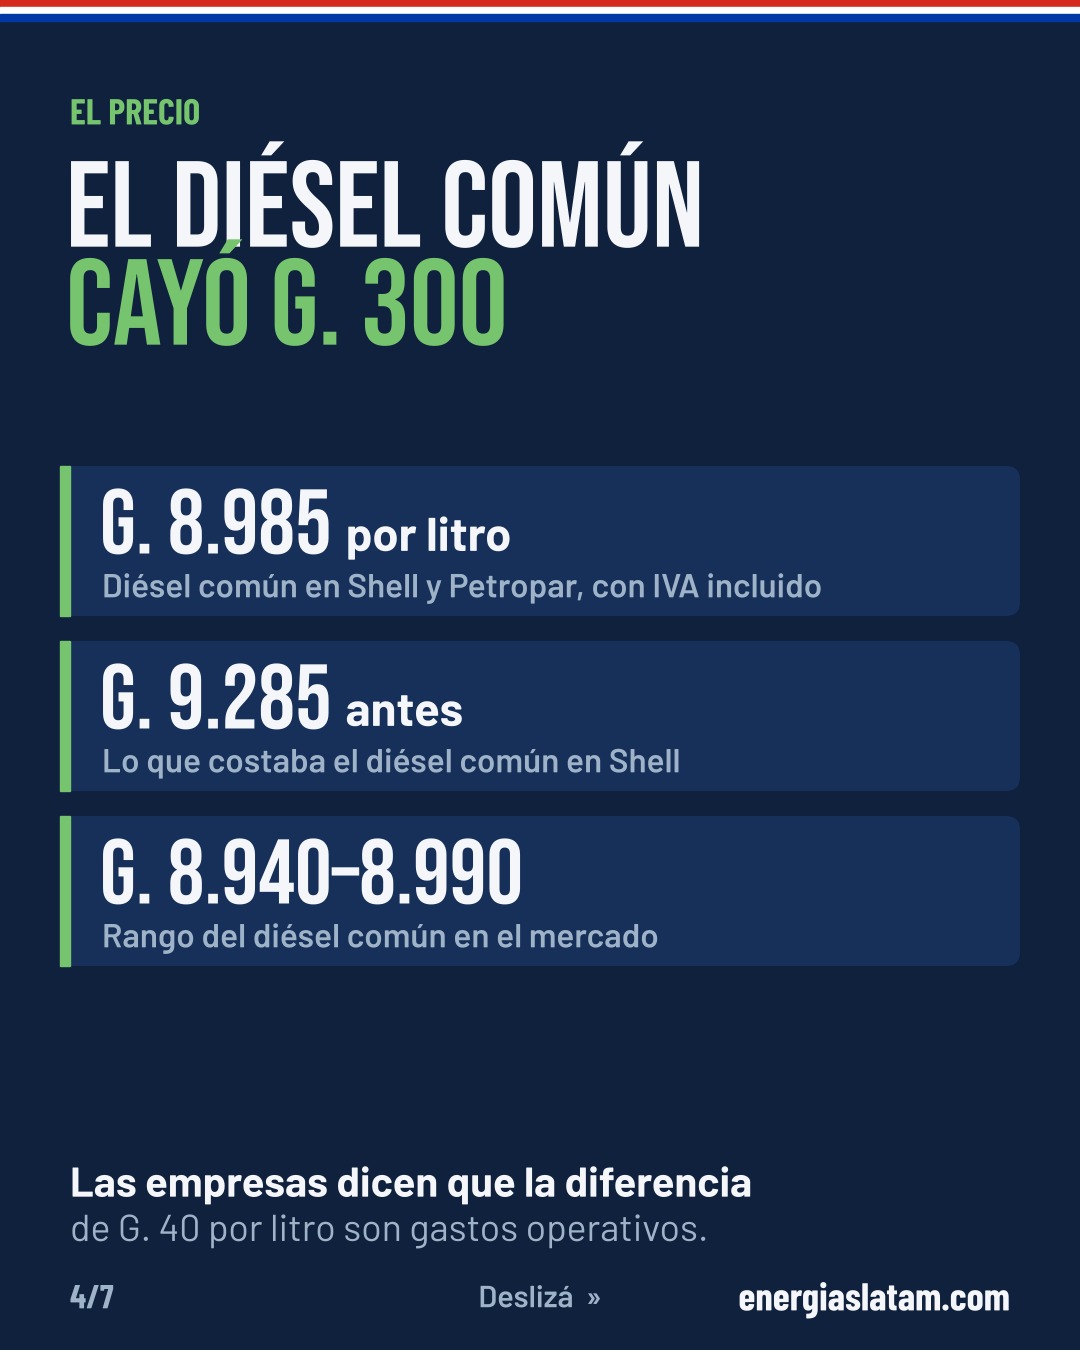 EL PRECIO
EL DIÉSEL COMÚN
CAYÓ G. 300
G. 8.985 por litro
Diésel común en Shell y Petropar, con IVA incluido
G. 9.285 antes
Lo que costaba el diésel común en Shell
G. 8.940–8.990
Rango del diésel común en el mercado
Las empresas dicen que la diferencia
de G. 40 por litro son gastos operativos.
4/7
Deslizá »
energiaslatam.com